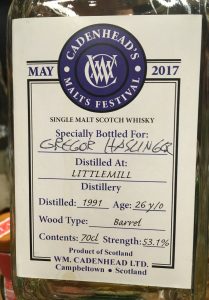 CADENHEAD'S
WM
MALTS FESTIVAL
MAY 2017
SINGLE MALT SCOTCH WHISKY
Specially Bottled For:
GREGOR HASLINGER
Distilled At:
LITTLEMILL
Distillery
Distilled: 1991 Age: 26 y/o
Wood Type: Barrel
Contents: 70cl Strength: 53.1%
Product of Scotland
WM. CADENHEAD LTD.
Campbeltown • Scotland